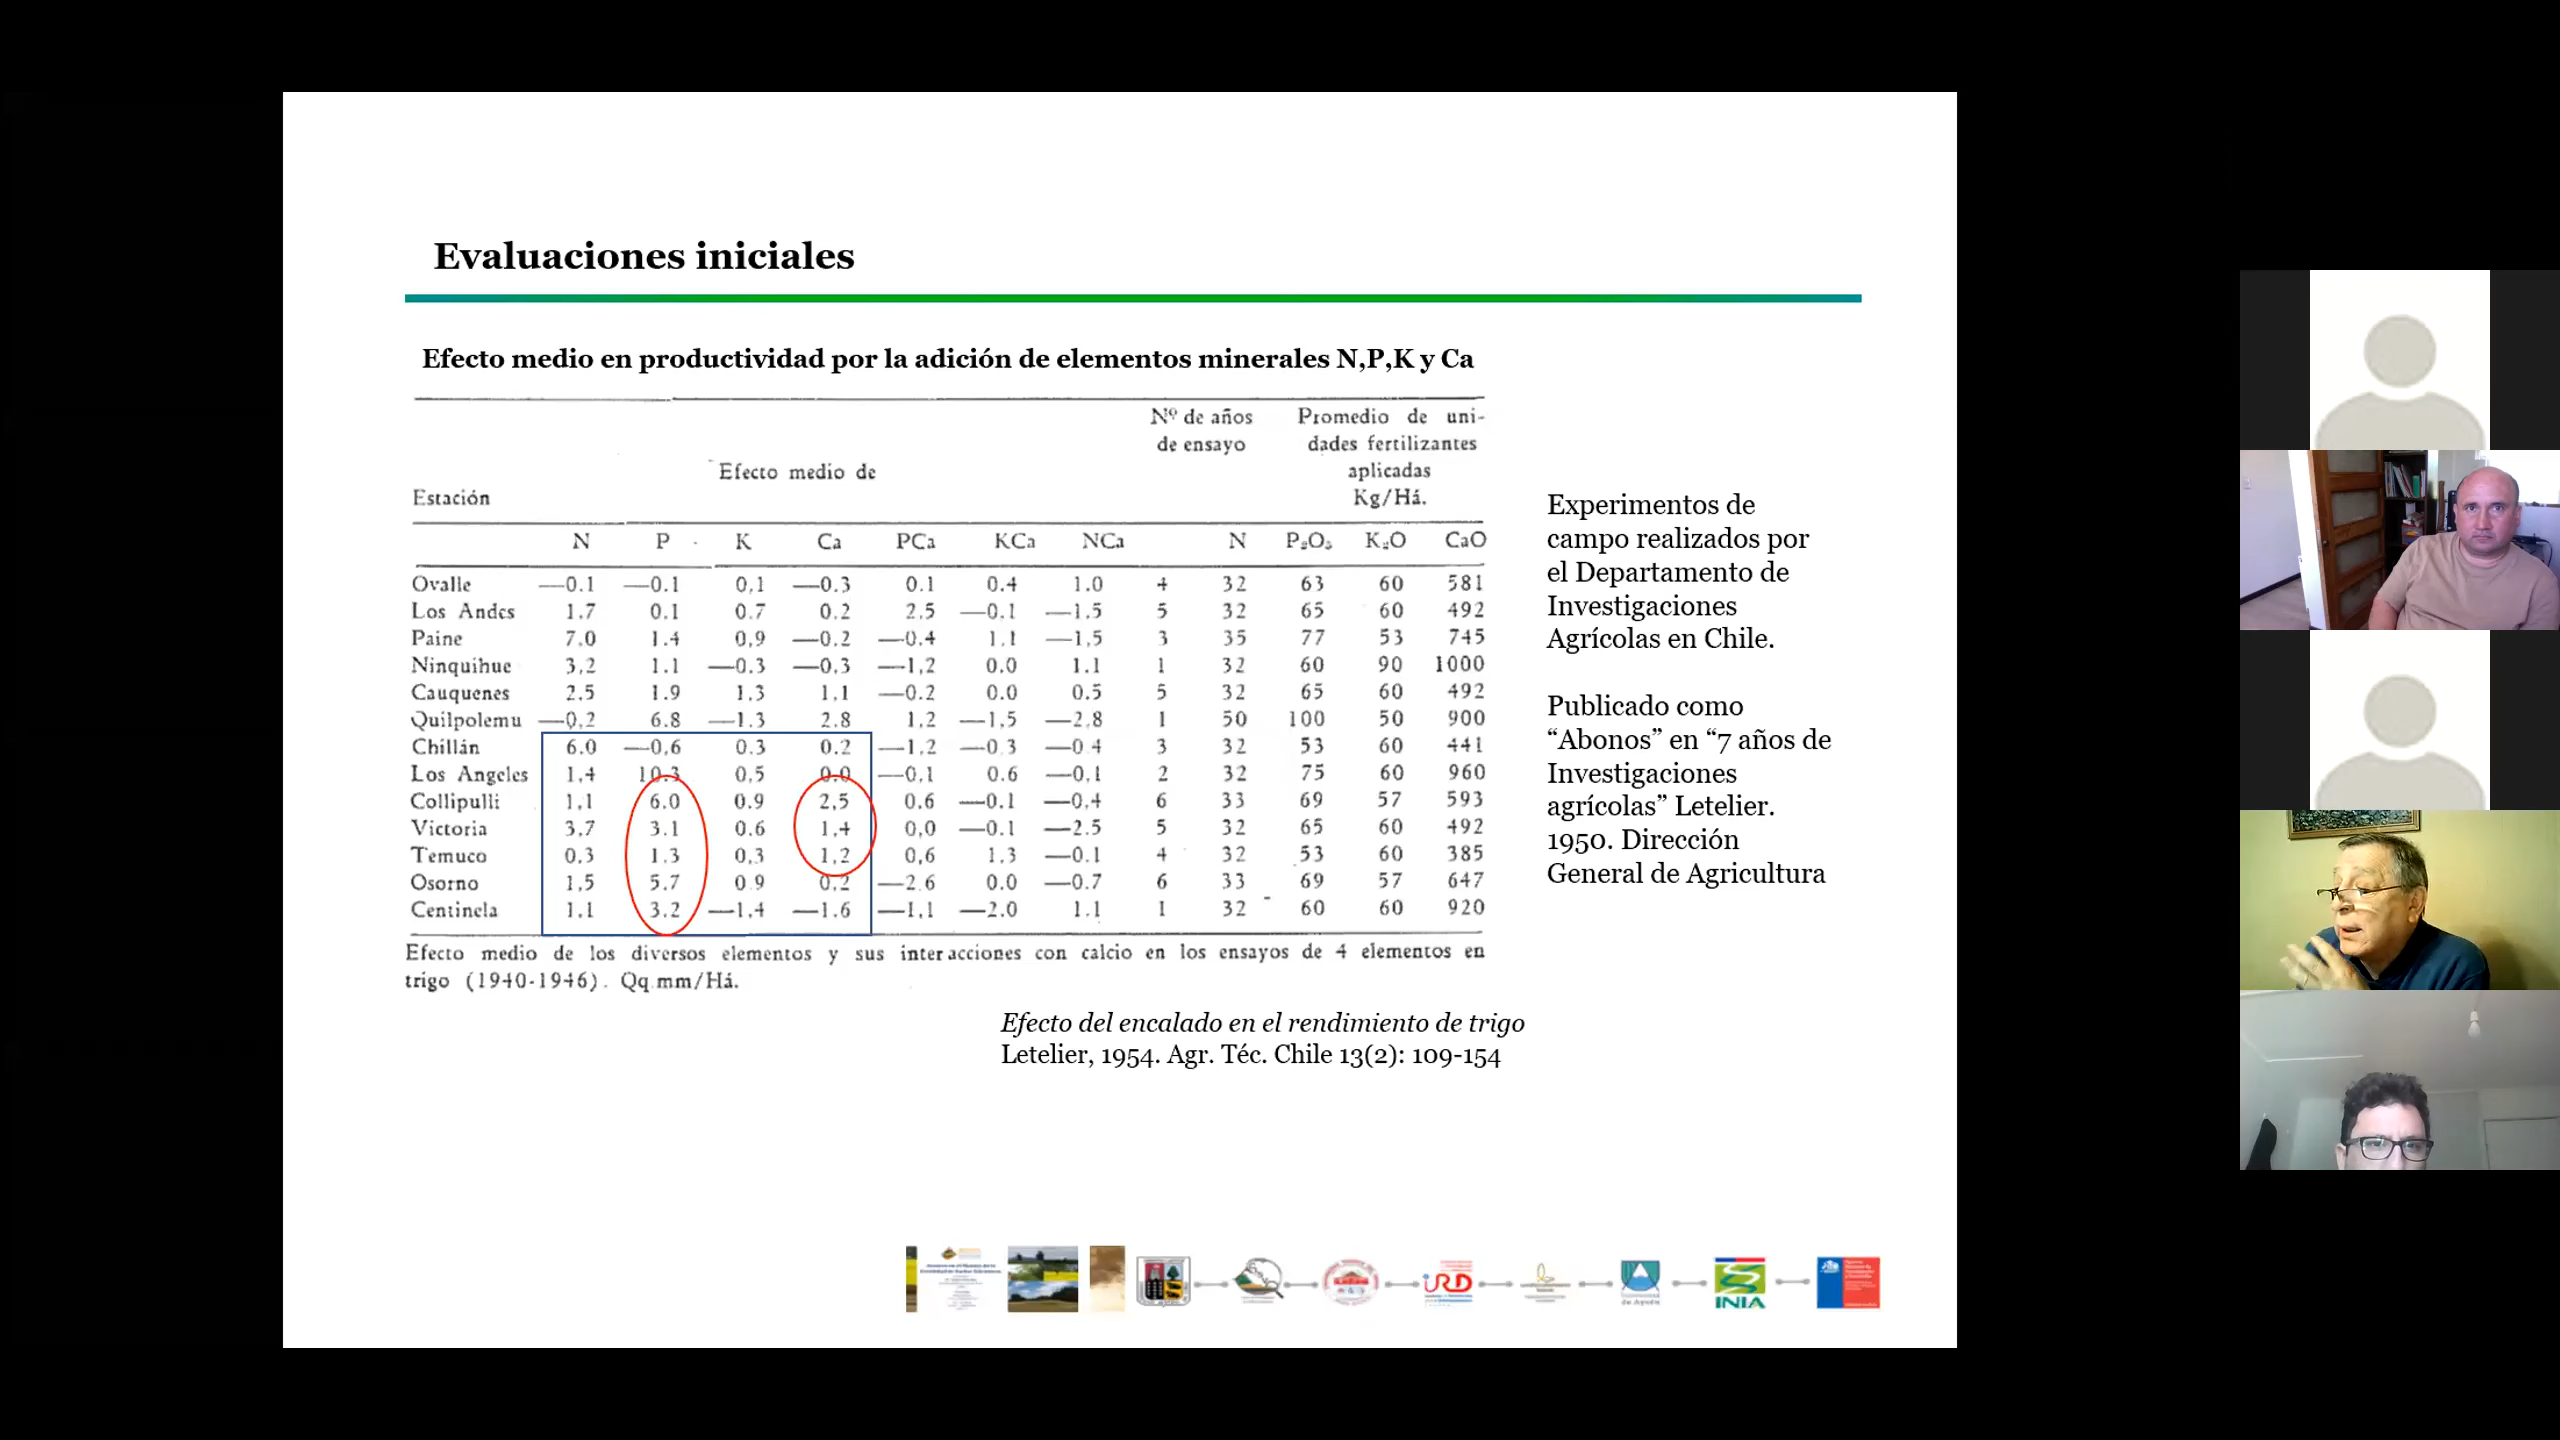 Evaluaciones iniciales
Efecto medio en productividad por la adición de elementos minerales N,P,K y Ca
Nº de años Promedio de uni-
de ensayo dades fertilizantes
Efecto medio de aplicadas
Estación Kg/Há.
N P K Ca PCa KCa NCa N P₂O₅ K₂O CaO
Ovalle —0.1 —0.1 0,1 —0.3 0.1 0.4 1.0 4 32 63 60 581
Los Andes 1.7 0.1 0.7 0.2 2,5 —0.1 —1.5 5 32 65 60 492
Paine 7.0 1.4 0,9 —0.2 —0.4 1.1 —1,5 3 35 77 53 745
Ninquihue 3,2 1.1 —0.3 —0,3 —1,2 0.0 1.1 1 32 60 90 1000
Cauquenes 2.5 1.9 1.3 1,1 —0.2 0.0 0.5 5 32 65 60 492
Quilpolemu —0,2 6.8 —1.3 2.8 1,2 —1,5 —2.8 1 50 100 50 900
Chillán 6.0 —0,6 0.3 0.2 —1.2 —0.3 —0.4 3 32 53 60 441
Los Angeles 1,4 10.3 0,5 0.0 —0,1 0.6 —0,1 2 32 75 60 960
Collipulli 1,1 6.0 0.9 2,5 0.6 —0.1 —0,4 6 33 69 57 593
Victoria 3,7 3.1 0.6 1,4 0,0 —0.1 —2.5 5 32 65 60 492
Temuco 0,3 1.3 0,3 1,2 0,6 1,3 —0.1 4 32 53 60 385
Osorno 1,5 5.7 0.9 0,2 —2.6 0.0 —0.7 6 33 69 57 647
Centinela 1,1 3.2 —1,4 —1.6 —1,1 —2.0 1.1 1 32 60 60 920
Efecto medio de los diversos elementos y sus interacciones con calcio en los ensayos de 4 elementos en
trigo (1940-1946). Qq.mm/Há.
Experimentos de
campo realizados por
el Departamento de
Investigaciones
Agrícolas en Chile.
Publicado como
“Abonos” en “7 años de
Investigaciones
agrícolas” Letelier.
1950. Dirección
General de Agricultura
Efecto del encalado en el rendimiento de trigo
Letelier, 1954. Agr. Téc. Chile 13(2): 109-154
iRD
INIA